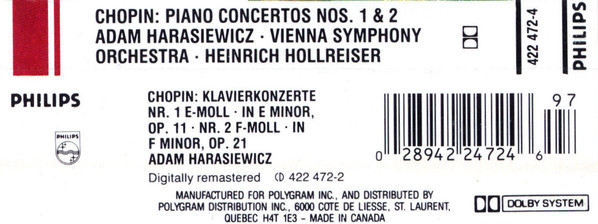 CHOPIN: PIANO CONCERTOS NOS. 1 & 2
ADAM HARASIEWICZ · VIENNA SYMPHONY
ORCHESTRA · HEINRICH HOLLREISER
422 472-4
PHILIPS
PHILIPS
PHILIPS
CHOPIN: KLAVIERKONZERTE
NR. 1 E-MOLL · IN E MINOR,
OP. 11 · NR. 2 F-MOLL · IN
F MINOR, OP. 21
ADAM HARASIEWICZ
Digitally remastered CD 422 472-2
97
0 28942 24724 6
MANUFACTURED FOR POLYGRAM INC., AND DISTRIBUTED BY
POLYGRAM DISTRIBUTION INC., 6000 COTE DE LIESSE, ST. LAURENT,
QUEBEC H4T 1E3 - MADE IN CANADA
DOLBY SYSTEM